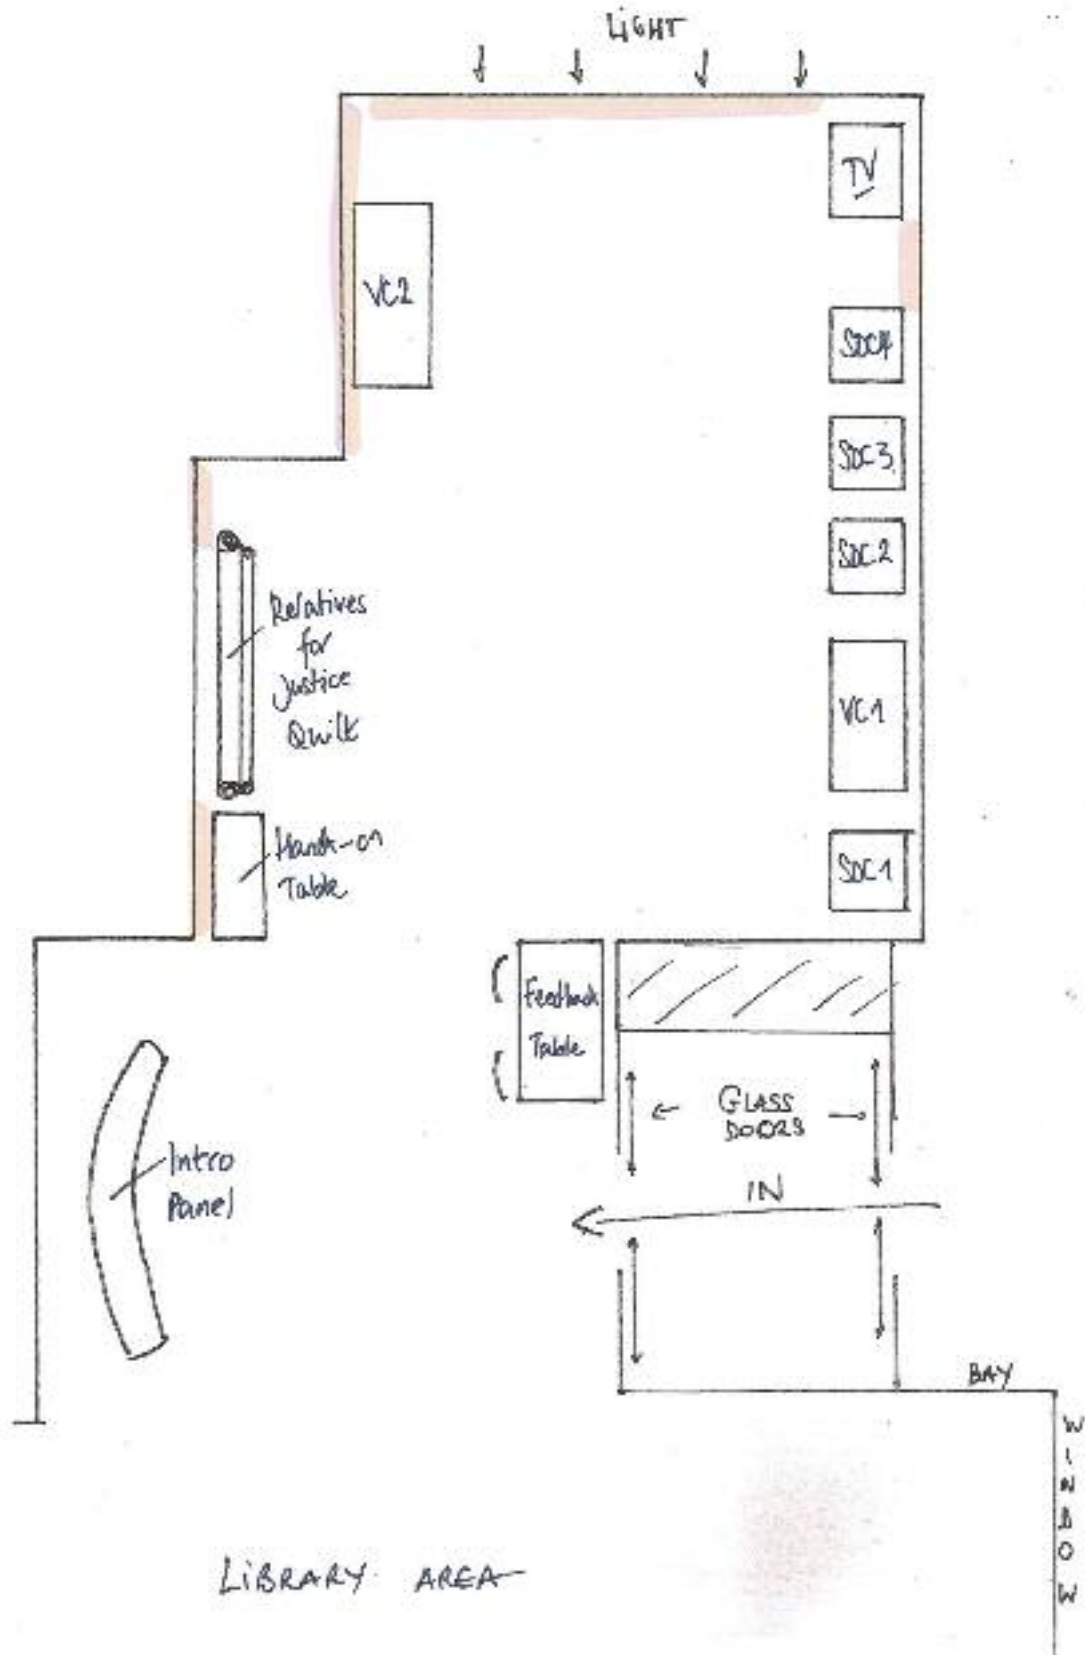 LIGHT
TV
VC2
SDC4
SDC3
SDC2
Relatives
for
Justice
Quilt
VC1
Hands-on
Table
SDC1
Feedback
Table
GLASS
DOORS
IN
Intro
Panel
BAY
WINDOW
LIBRARY AREA